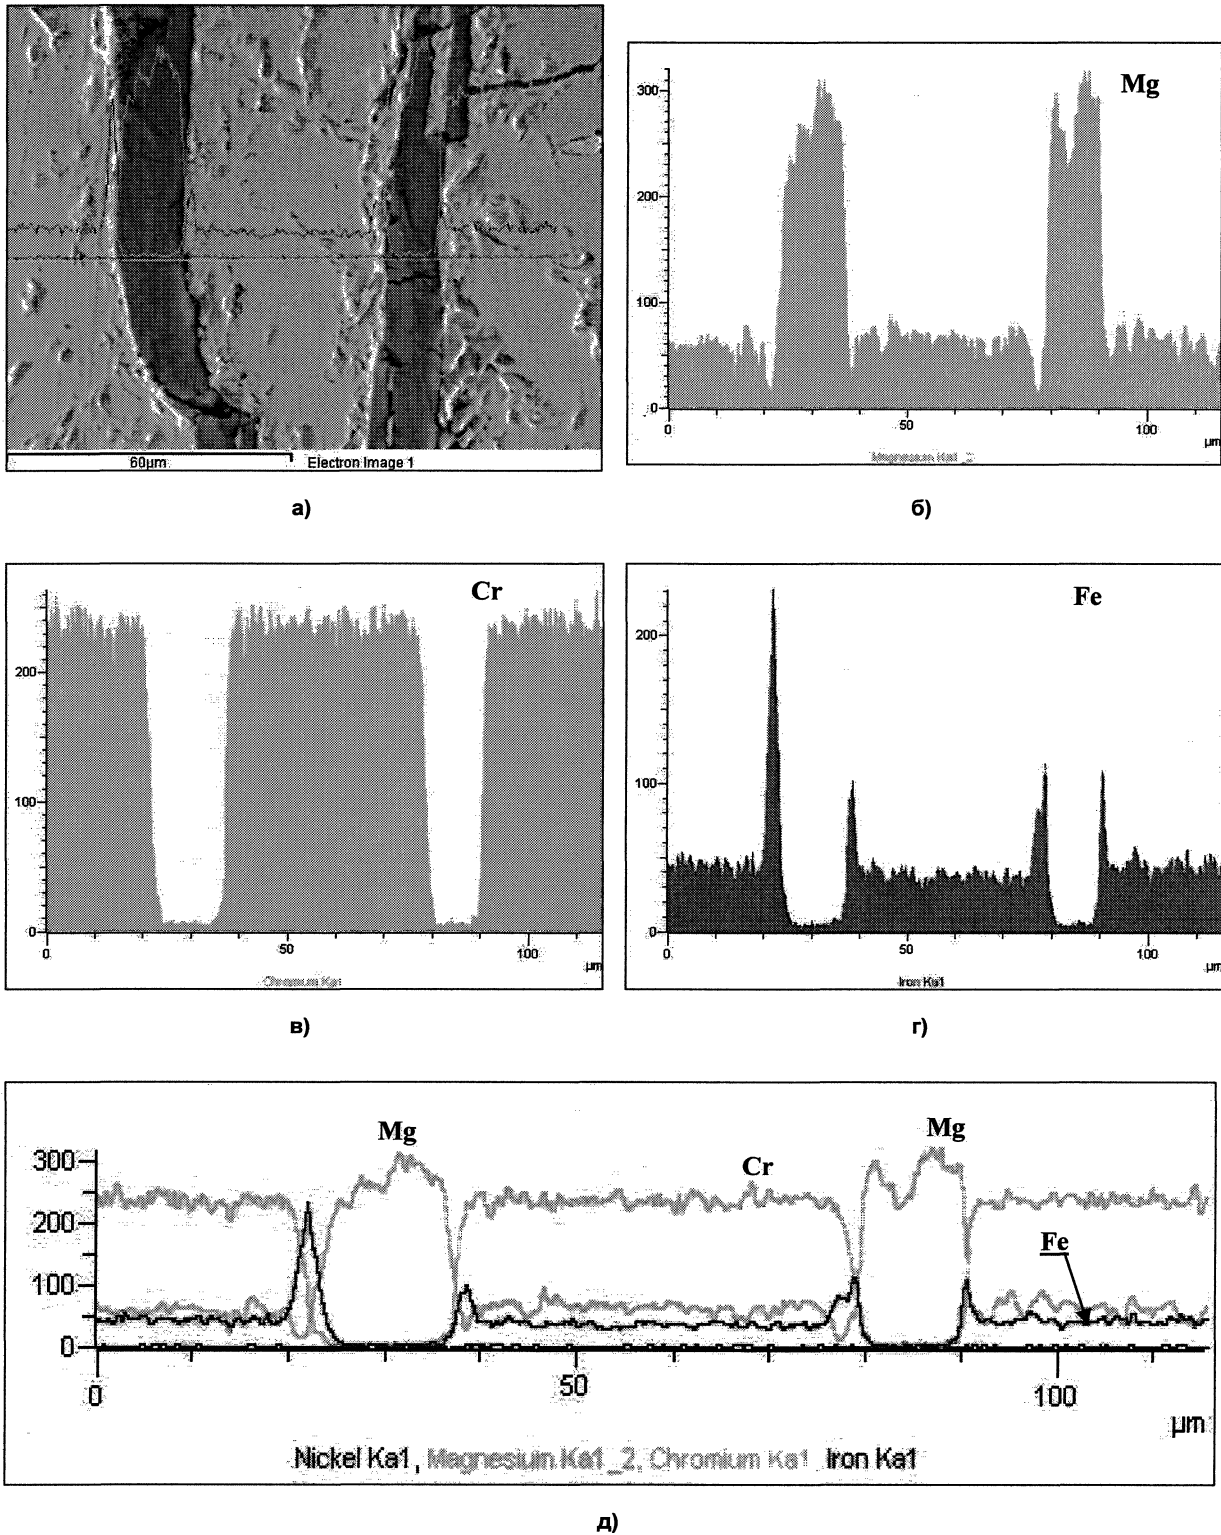 60µm
Electron Image 1
а)
Mg
300
200
100
0
0
50
100
µm
Magnesium Ka1_2
б)
Cr
200
100
0
0
50
100
µm
Chromium Ka1
в)
Fe
200
100
0
0
50
100
µm
Iron Ka1
г)
Mg
Mg
Cr
Fe
300
200
100
0
0
50
100
µm
Nickel Ka1, Magnesium Ka1_2, Chromium Ka1 Iron Ka1
д)